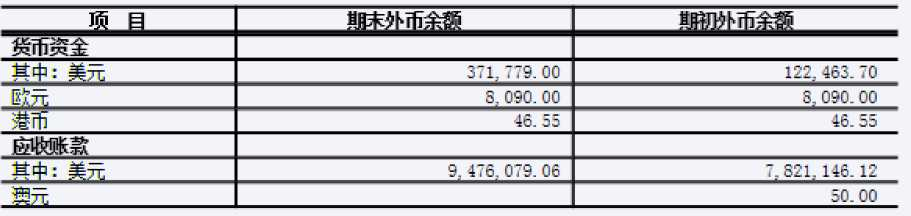 项 目 期末外币余额 期初外币余额
货币资金
其中：美元 371,779.00 122,463.70
欧元 8,090.00 8,090.00
港币 46.55 46.55
应收账款
其中：美元 9,476,079.06 7,821,146.12
澳元 50.00